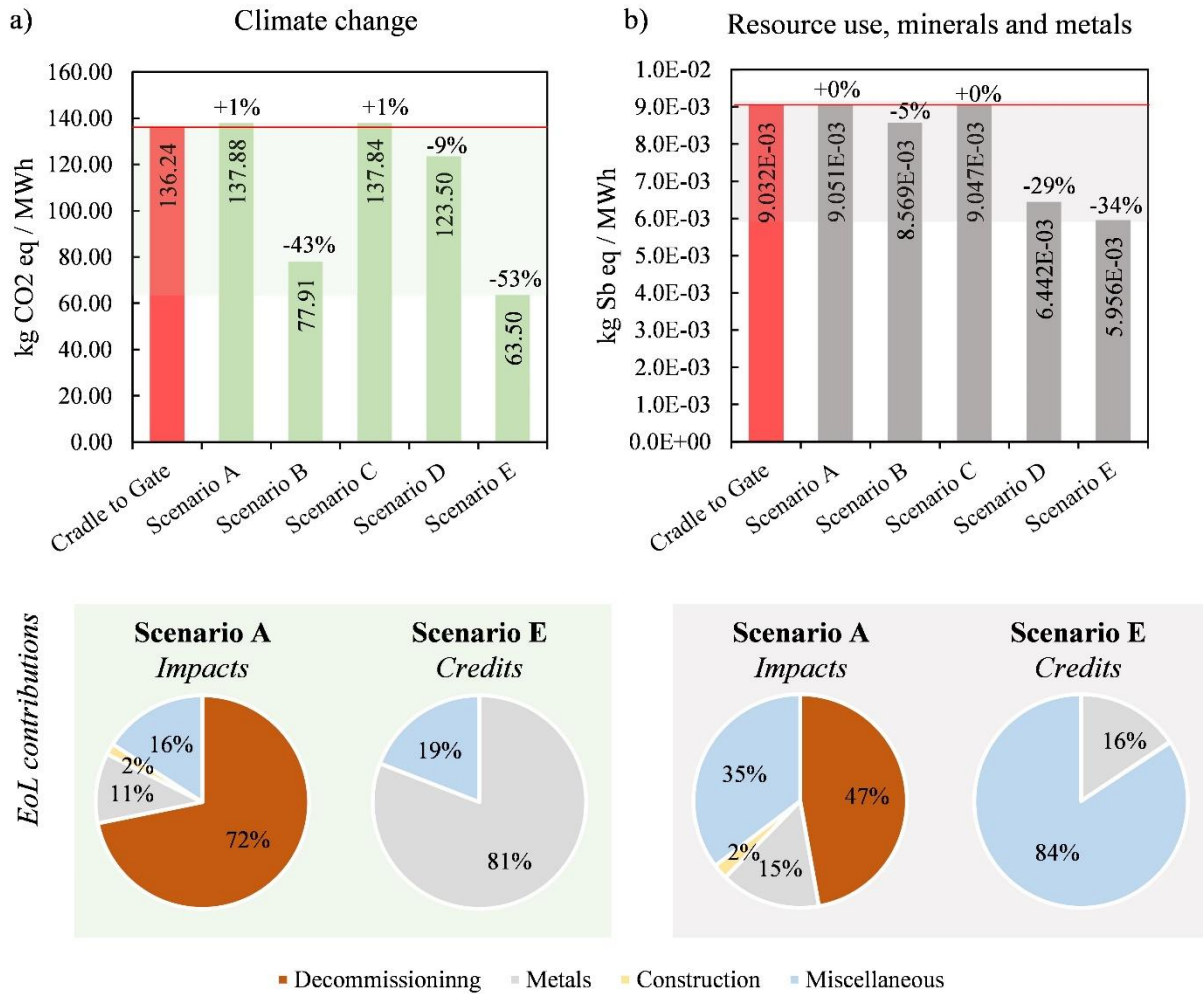 a)
Climate change
kg CO2 eq / MWh
160.00
140.00
120.00
100.00
80.00
60.00
40.00
20.00
0.00
+1%
-43%
+1%
-9%
-53%
136.24
137.88
77.91
137.84
123.50
63.50
Cradle to Gate
Scenario A
Scenario B
Scenario C
Scenario D
Scenario E
b)
Resource use, minerals and metals
kg Sb eq / MWh
1.0E-02
9.0E-03
8.0E-03
7.0E-03
6.0E-03
5.0E-03
4.0E-03
3.0E-03
2.0E-03
1.0E-03
0.0E+00
+0%
-5%
+0%
-29%
-34%
9.032E-03
9.051E-03
8.569E-03
9.047E-03
6.442E-03
5.956E-03
Cradle to Gate
Scenario A
Scenario B
Scenario C
Scenario D
Scenario E
EoL contributions
Scenario A
Impacts
16%
2%
11%
72%
Scenario E
Credits
19%
81%
Scenario A
Impacts
35%
47%
2%
15%
Scenario E
Credits
16%
84%
Decommissioninng
Metals
Construction
Miscellaneous